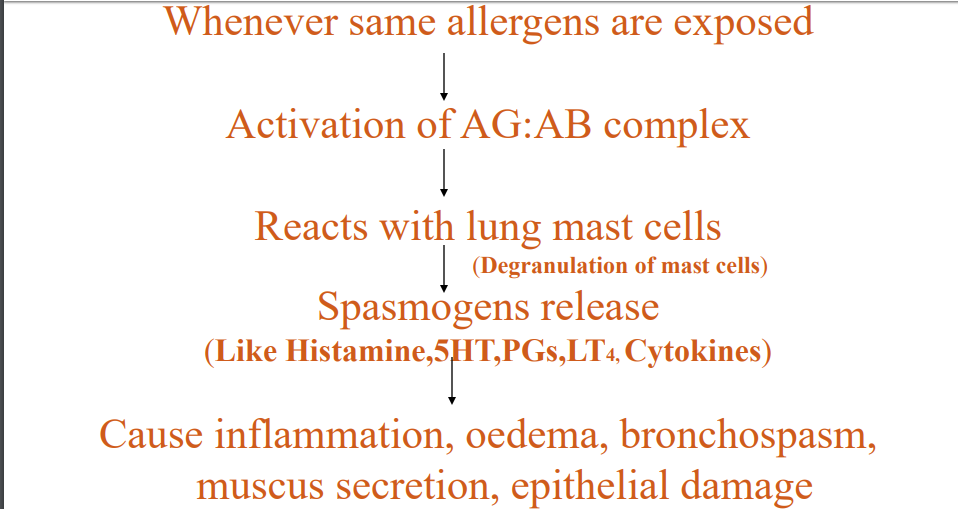 Whenever same allergens are exposed
Activation of AG:AB complex
Reacts with lung mast cells
(Degranulation of mast cells)
Spasmogens release
(Like Histamine,5HT,PGs,LT4, Cytokines)
Cause inflammation, oedema, bronchospasm,
muscus secretion, epithelial damage